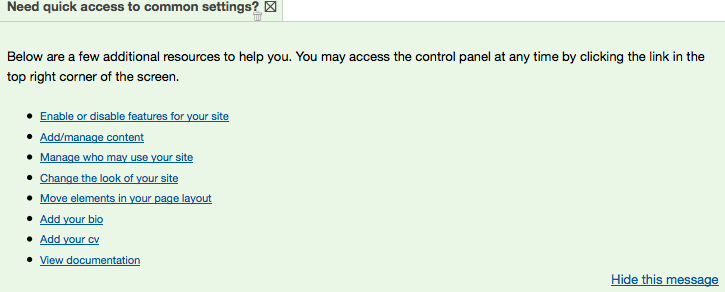 Need quick access to common settings?
Below are a few additional resources to help you. You may access the control panel at any time by clicking the link in the
top right corner of the screen.
Enable or disable features for your site
Add/manage content
Manage who may use your site
Change the look of your site
Move elements in your page layout
Add your bio
Add your cv
View documentation
Hide this message